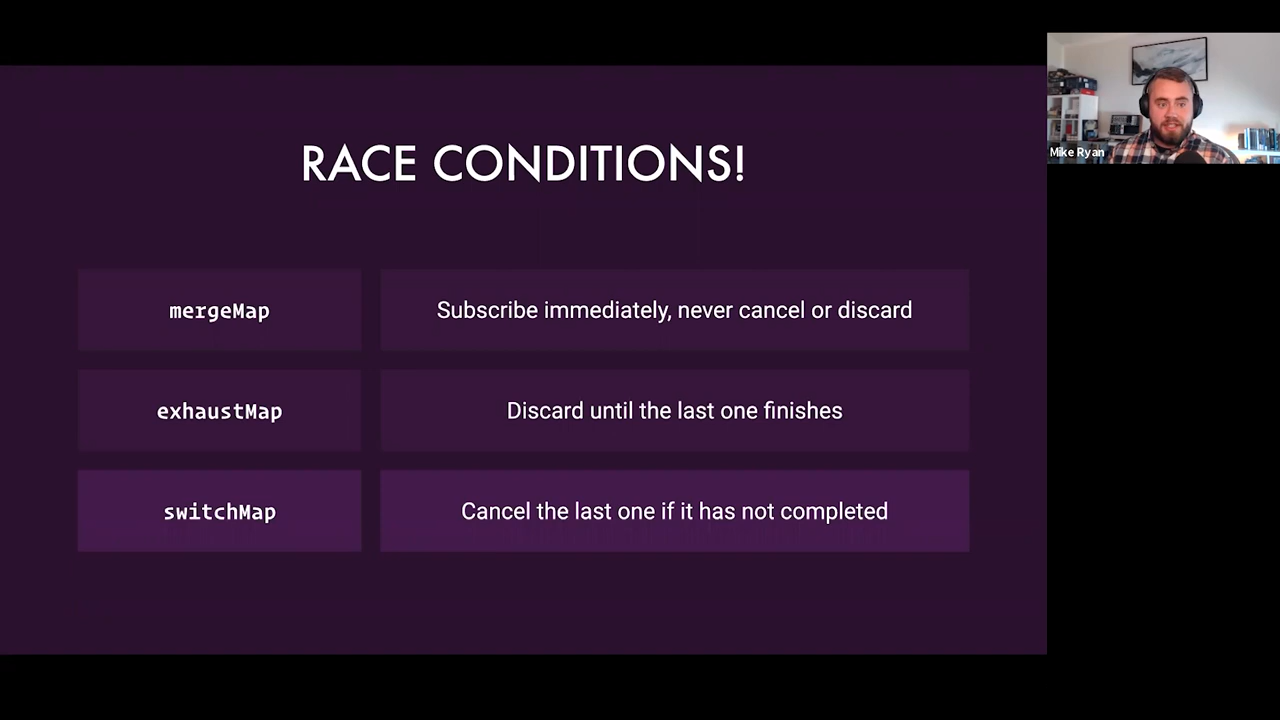 RACE CONDITIONS!
mergeMap
Subscribe immediately, never cancel or discard
exhaustMap
Discard until the last one finishes
switchMap
Cancel the last one if it has not completed
Mike Ryan